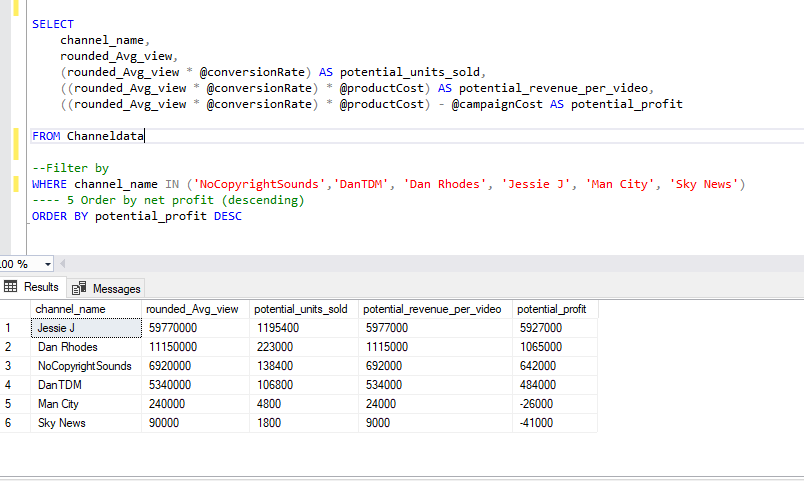 SELECT
channel_name,
rounded_Avg_view,
(rounded_Avg_view * @conversionRate) AS potential_units_sold,
((rounded_Avg_view * @conversionRate) * @productCost) AS potential_revenue_per_video,
((rounded_Avg_view * @conversionRate) * @productCost) - @campaignCost AS potential_profit
FROM Channeldata
--Filter by
WHERE channel_name IN ('NoCopyrightSounds','DanTDM', 'Dan Rhodes', 'Jessie J', 'Man City', 'Sky News')
---- 5 Order by net profit (descending)
ORDER BY potential_profit DESC
.00 %
Results Messages
channel_name rounded_Avg_view potential_units_sold potential_revenue_per_video potential_profit
1 Jessie J 59770000 1195400 5977000 5927000
2 Dan Rhodes 11150000 223000 1115000 1065000
3 NoCopyrightSounds 6920000 138400 692000 642000
4 DanTDM 5340000 106800 534000 484000
5 Man City 240000 4800 24000 -26000
6 Sky News 90000 1800 9000 -41000